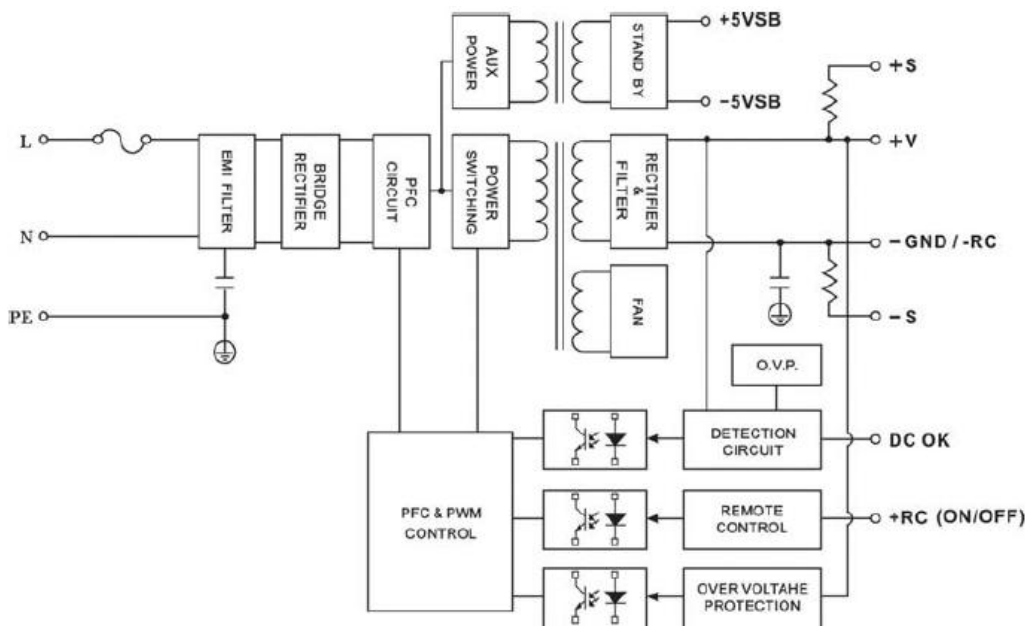 AUX
POWER
STAND BY
+5VSB
−5VSB
+S
L
EMI FILTER
BRIDGE
RECTIFIER
PFC
CIRCUIT
POWER
SWITCHING
RECTIFIER
&
FILTER
+V
N
−GND / -RC
PE
FAN
−S
O.V.P.
DETECTION
CIRCUIT
DC OK
PFC & PWM
CONTROL
REMOTE
CONTROL
+RC (ON/OFF)
OVER VOLTAHE
PROTECTION